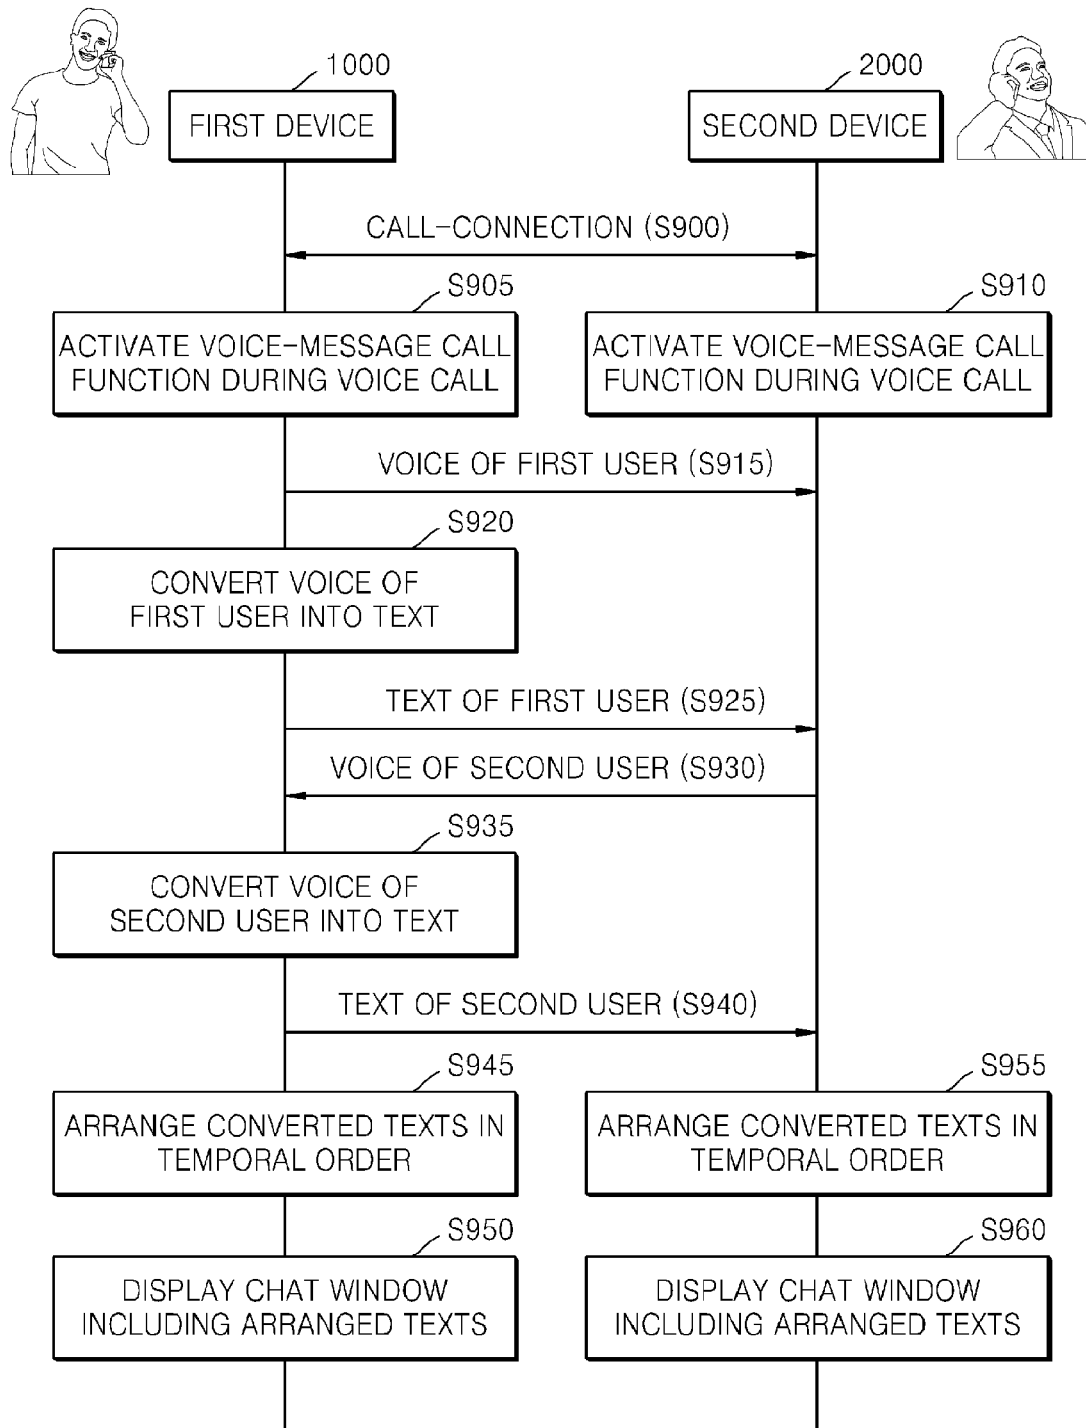 1000
2000
FIRST DEVICE
SECOND DEVICE
CALL-CONNECTION (S900)
S905
S910
ACTIVATE VOICE-MESSAGE CALL
FUNCTION DURING VOICE CALL
ACTIVATE VOICE-MESSAGE CALL
FUNCTION DURING VOICE CALL
VOICE OF FIRST USER (S915)
S920
CONVERT VOICE OF
FIRST USER INTO TEXT
TEXT OF FIRST USER (S925)
VOICE OF SECOND USER (S930)
S935
CONVERT VOICE OF
SECOND USER INTO TEXT
TEXT OF SECOND USER (S940)
S945
S955
ARRANGE CONVERTED TEXTS IN
TEMPORAL ORDER
ARRANGE CONVERTED TEXTS IN
TEMPORAL ORDER
S950
S960
DISPLAY CHAT WINDOW
INCLUDING ARRANGED TEXTS
DISPLAY CHAT WINDOW
INCLUDING ARRANGED TEXTS